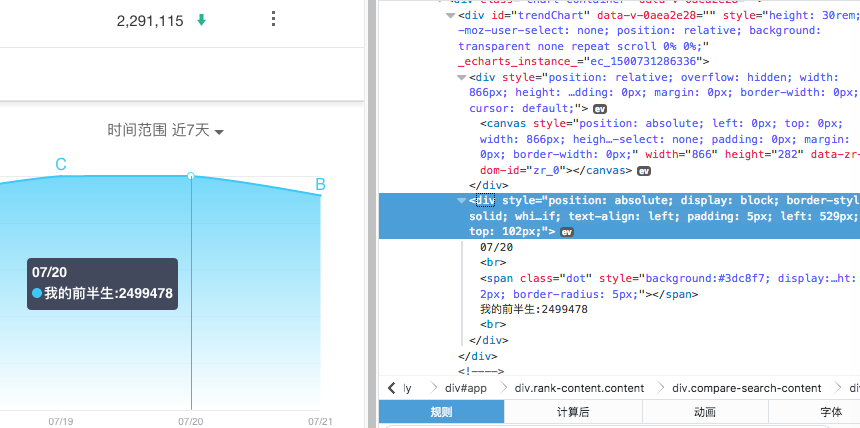 2,291,115
时间范围 近7天
C
B
07/20
我的前半生:2499478
07/19
07/20
07/21
<div id="trendChart" data-v-0aea2e28="" style="height: 30rem;
-moz-user-select: none; position: relative; background:
transparent none repeat scroll 0% 0%;"
_echarts_instance_="ec_1500731286336">
<div style="position: relative; overflow: hidden; width:
866px; height: …dding: 0px; margin: 0px; border-width: 0px;
cursor: default;"> ev
<canvas style="position: absolute; left: 0px; top: 0px;
width: 866px; heigh…-select: none; padding: 0px; margin:
0px; border-width: 0px;" width="866" height="282" data-zr-
dom-id="zr_0"></canvas> ev
</div>
<div style="position: absolute; display: block; border-styl
solid; whi…if; text-align: left; padding: 5px; left: 529px;
top: 102px;"> ev
07/20
<br>
<span class="dot" style="background:#3dc8f7; display:…ht:
2px; border-radius: 5px;"></span>
我的前半生:2499478
<br>
</div>
</div>
<!---->
ly
div#app
div.rank-content.content
div.compare-search-content
div
规则
计算后
动画
字体